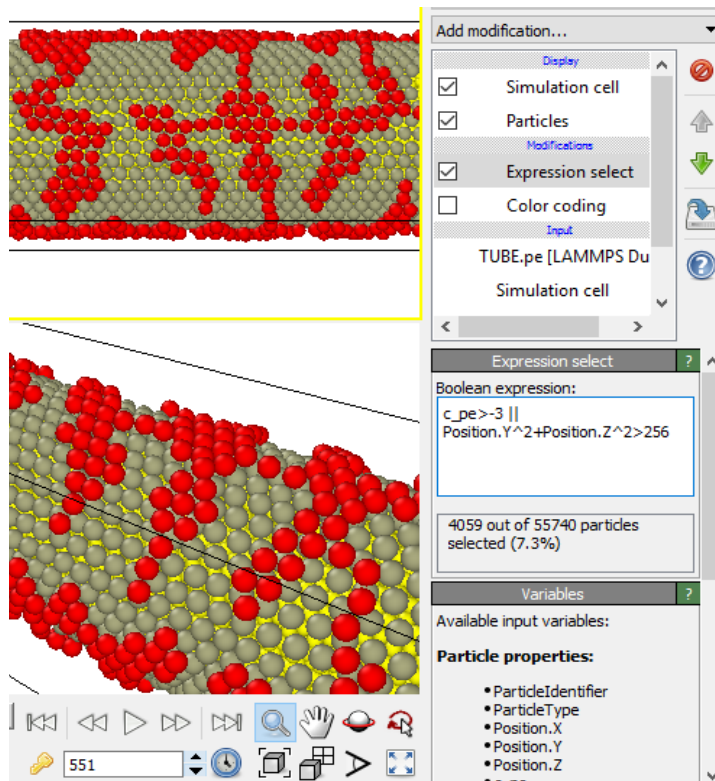 Add modification...
Display
Simulation cell
Particles
Modifications
Expression select
Color coding
Input
TUBE.pe [LAMMPS Du
Simulation cell
Expression select ?
Boolean expression:
c_pe>-3 ||
Position.Y^2+Position.Z^2>256
4059 out of 55740 particles
selected (7.3%)
Variables ?
Available input variables:
Particle properties:
• ParticleIdentifier
• ParticleType
• Position.X
• Position.Y
• Position.Z
551